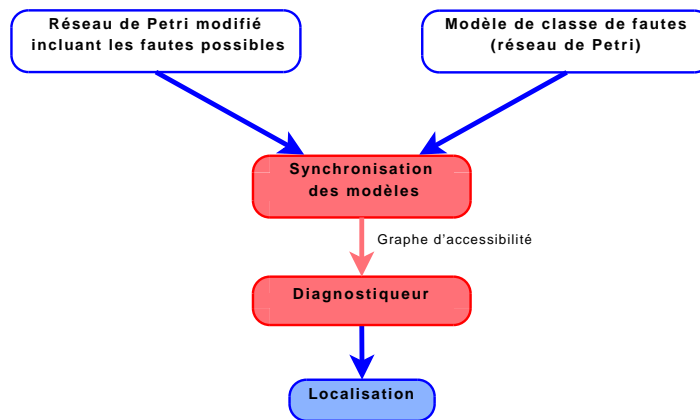 Réseau de Petri modifié
incluant les fautes possibles
Modèle de classe de fautes
(réseau de Petri)
Synchronisation
des modèles
Graphe d'accessibilité
Diagnostiqueur
Localisation